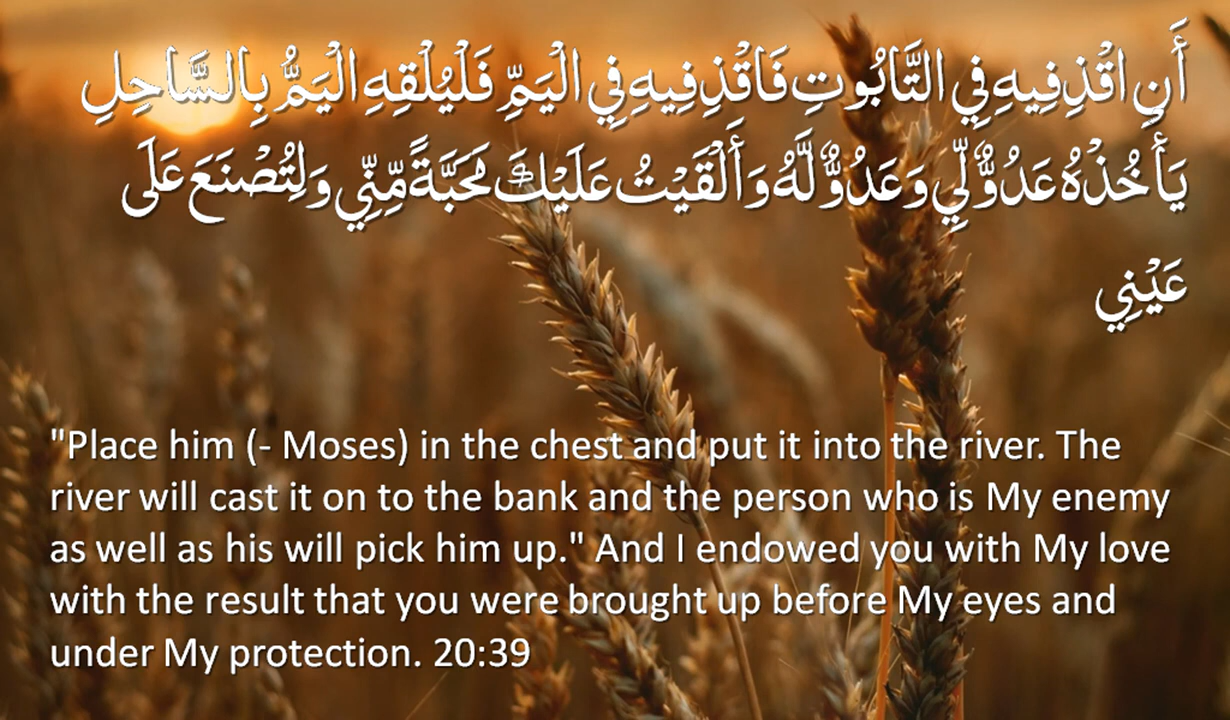 أَنِ اقْذِفِيهِ فِي التَّابُوتِ فَاقْذِفِيهِ فِي الْيَمِّ فَلْيُلْقِهِ الْيَمُّ بِالسَّاحِلِ
يَأْخُذْهُ عَدُوٌّ لِّي وَعَدُوٌّ لَّهُ وَأَلْقَيْتُ عَلَيْكَ مَحَبَّةً مِّنِّي وَلِتُصْنَعَ عَلَى
عَيْنِي
"Place him (- Moses) in the chest and put it into the river. The
river will cast it on to the bank and the person who is My enemy
as well as his will pick him up." And I endowed you with My love
with the result that you were brought up before My eyes and
under My protection. 20:39